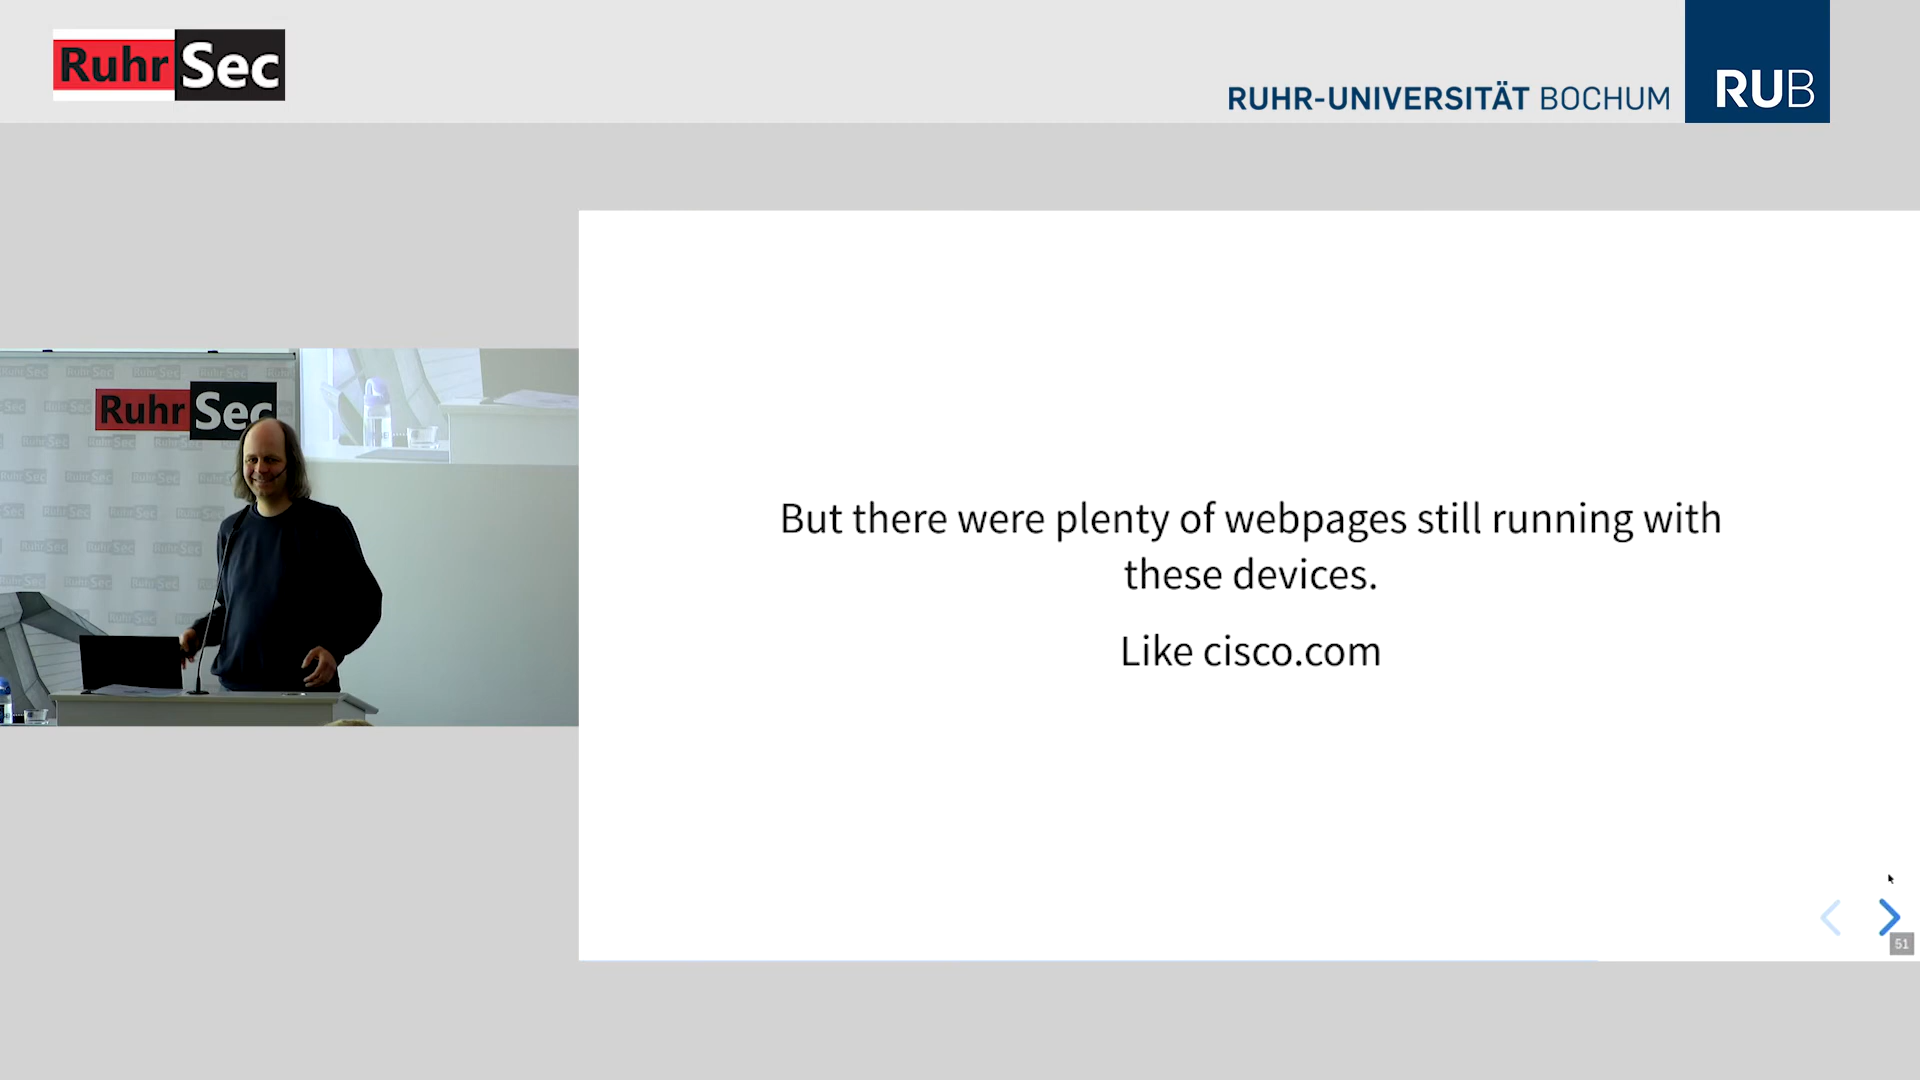 RuhrSec
RUHR-UNIVERSITÄT BOCHUM
RUB
RuhrSec
But there were plenty of webpages still running with
these devices.
Like cisco.com
51